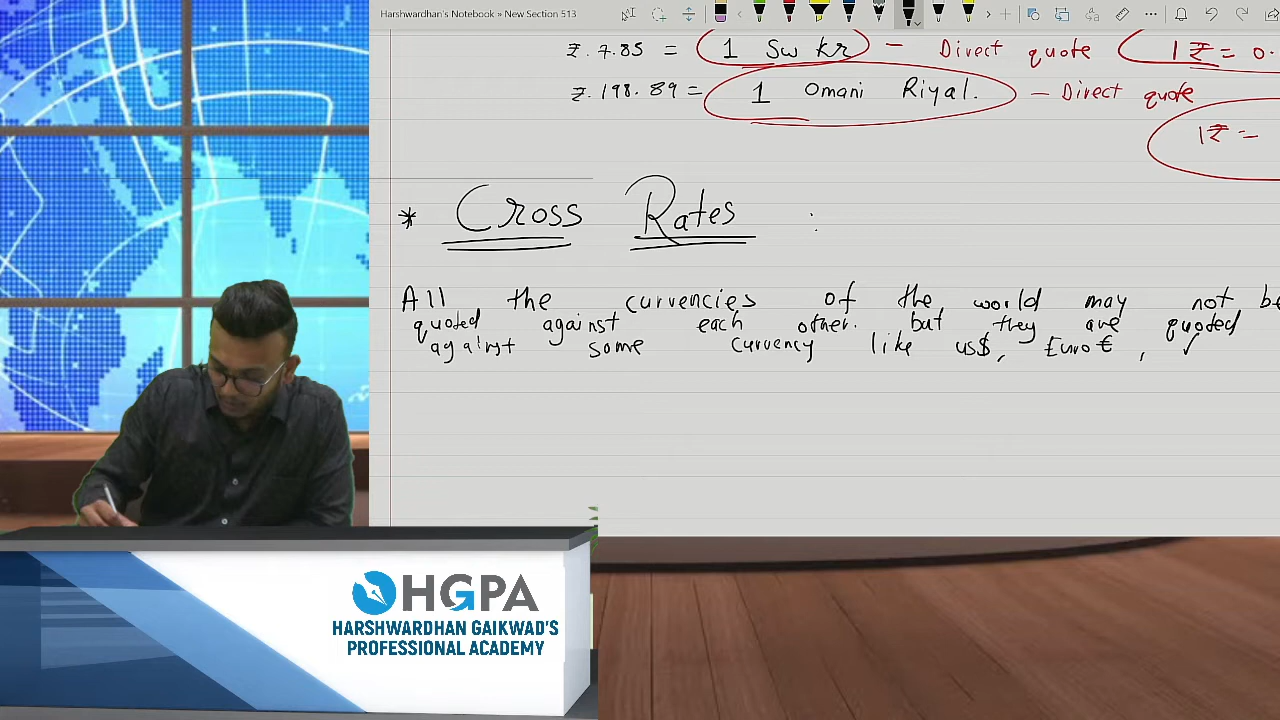 Harshwardhan's Notebook » New Section 513
₹.7.85 = 1 Sw kr – Direct quote 1₹ = 0.
₹.198.89 = 1 Omani Riyal. – Direct quote
1₹ =
* Cross Rates :
All the currencies of the world may not be
quoted against each other. but they are quoted
against some currency like US$, Euro€,
HGPA
HARSHWARDHAN GAIKWAD'S
PROFESSIONAL ACADEMY